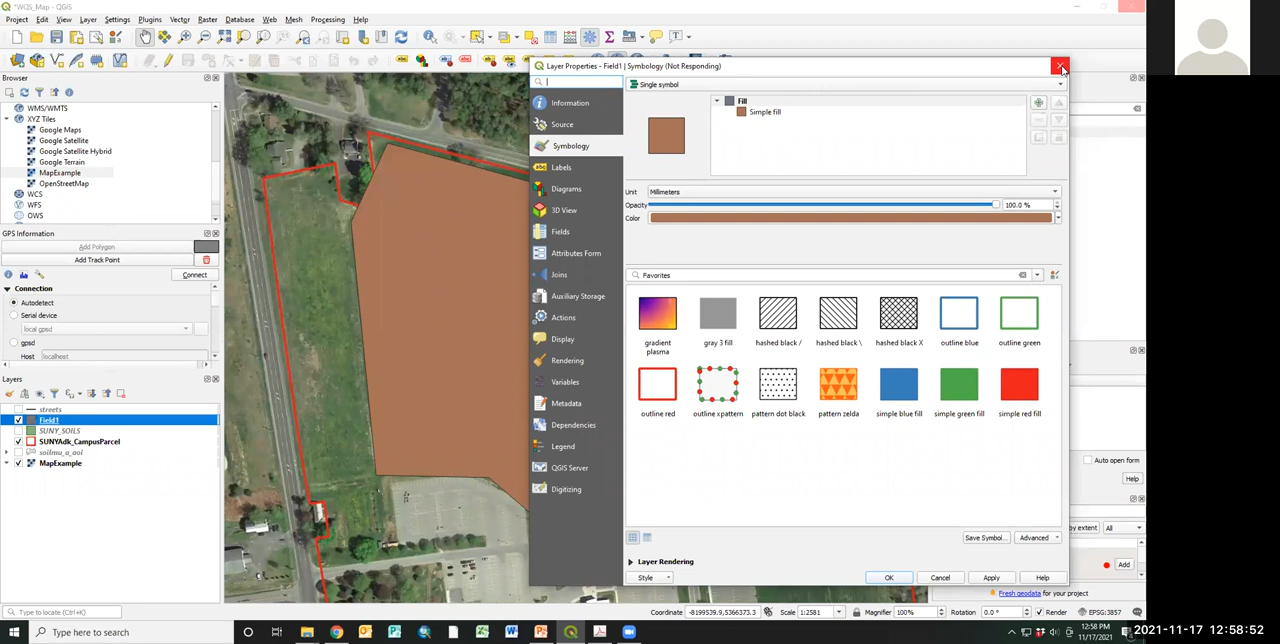 *WQS_Map - QGIS
Project Edit View Layer Settings Plugins Vector Raster Database Web Mesh Processing Help
Browser
WMS/WMTS
XYZ Tiles
Google Maps
Google Satellite
Google Satellite Hybrid
Google Terrain
MapExample
OpenStreetMap
WCS
WFS
OWS
GPS Information
Add Polygon
Add Track Point
Connect
Connection
Autodetect
Serial device
local gpsd
gpsd
Host localhost
Layers
streets
Field1
SUNY_SOILS
SUNYAdk_CampusParcel
soilmu_a_aoi
MapExample
Layer Properties - Field1 | Symbology (Not Responding)
Information
Source
Symbology
Labels
Diagrams
3D View
Fields
Attributes Form
Joins
Auxiliary Storage
Actions
Display
Rendering
Variables
Metadata
Dependencies
Legend
QGIS Server
Digitizing
Single symbol
Fill
Simple fill
Unit Millimeters
Opacity 100.0 %
Color
Favorites
gradient plasma
gray 3 fill
hashed black /
hashed black \
hashed black X
outline blue
outline green
outline red
outline xpattern
pattern dot black
pattern zelda
simple blue fill
simple green fill
simple red fill
Save Symbol...
Advanced
Layer Rendering
Style
OK
Cancel
Apply
Help
Auto open form
Help
by extent All
Add
Fresh geodata for your project
Type to locate (Ctrl+K)
Coordinate -8199539.9,5366373.3 Scale 1:2581 Magnifier 100% Rotation 0.0 ° Render EPSG:3857
Type here to search
12:58 PM
11/17/2021
2021-11-17 12:58:52